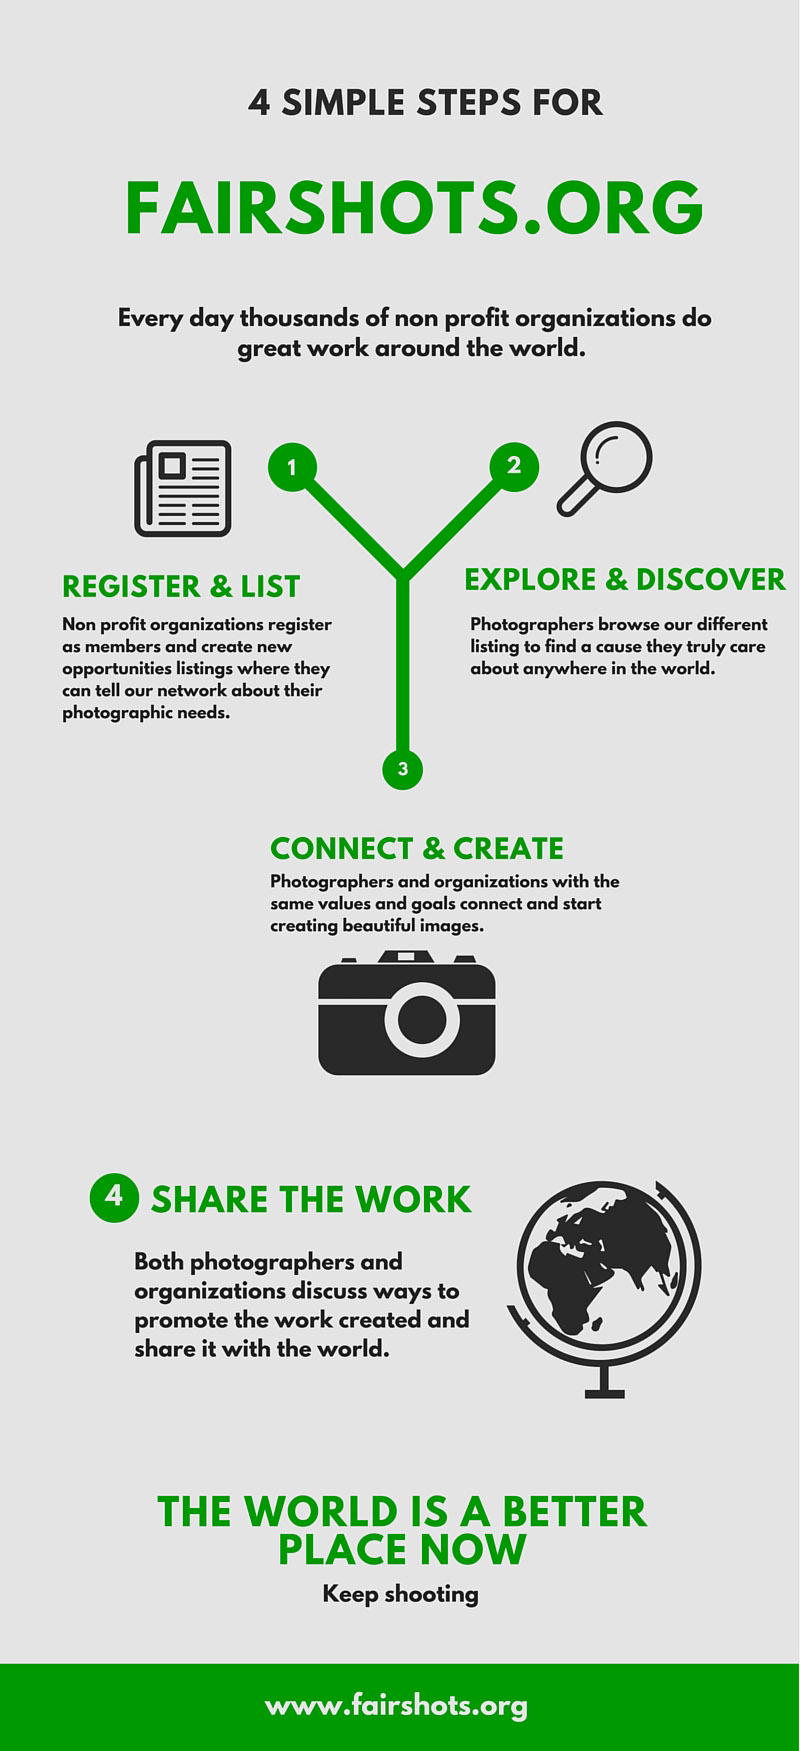 4 SIMPLE STEPS FOR
FAIRSHOTS.ORG
Every day thousands of non profit organizations do
great work around the world.
1
2
REGISTER & LIST
Non profit organizations register
as members and create new
opportunities listings where they
can tell our network about their
photographic needs.
EXPLORE & DISCOVER
Photographers browse our different
listing to find a cause they truly care
about anywhere in the world.
3
CONNECT & CREATE
Photographers and organizations with the
same values and goals connect and start
creating beautiful images.
4 SHARE THE WORK
Both photographers and
organizations discuss ways to
promote the work created and
share it with the world.
THE WORLD IS A BETTER
PLACE NOW
Keep shooting
www.fairshots.org